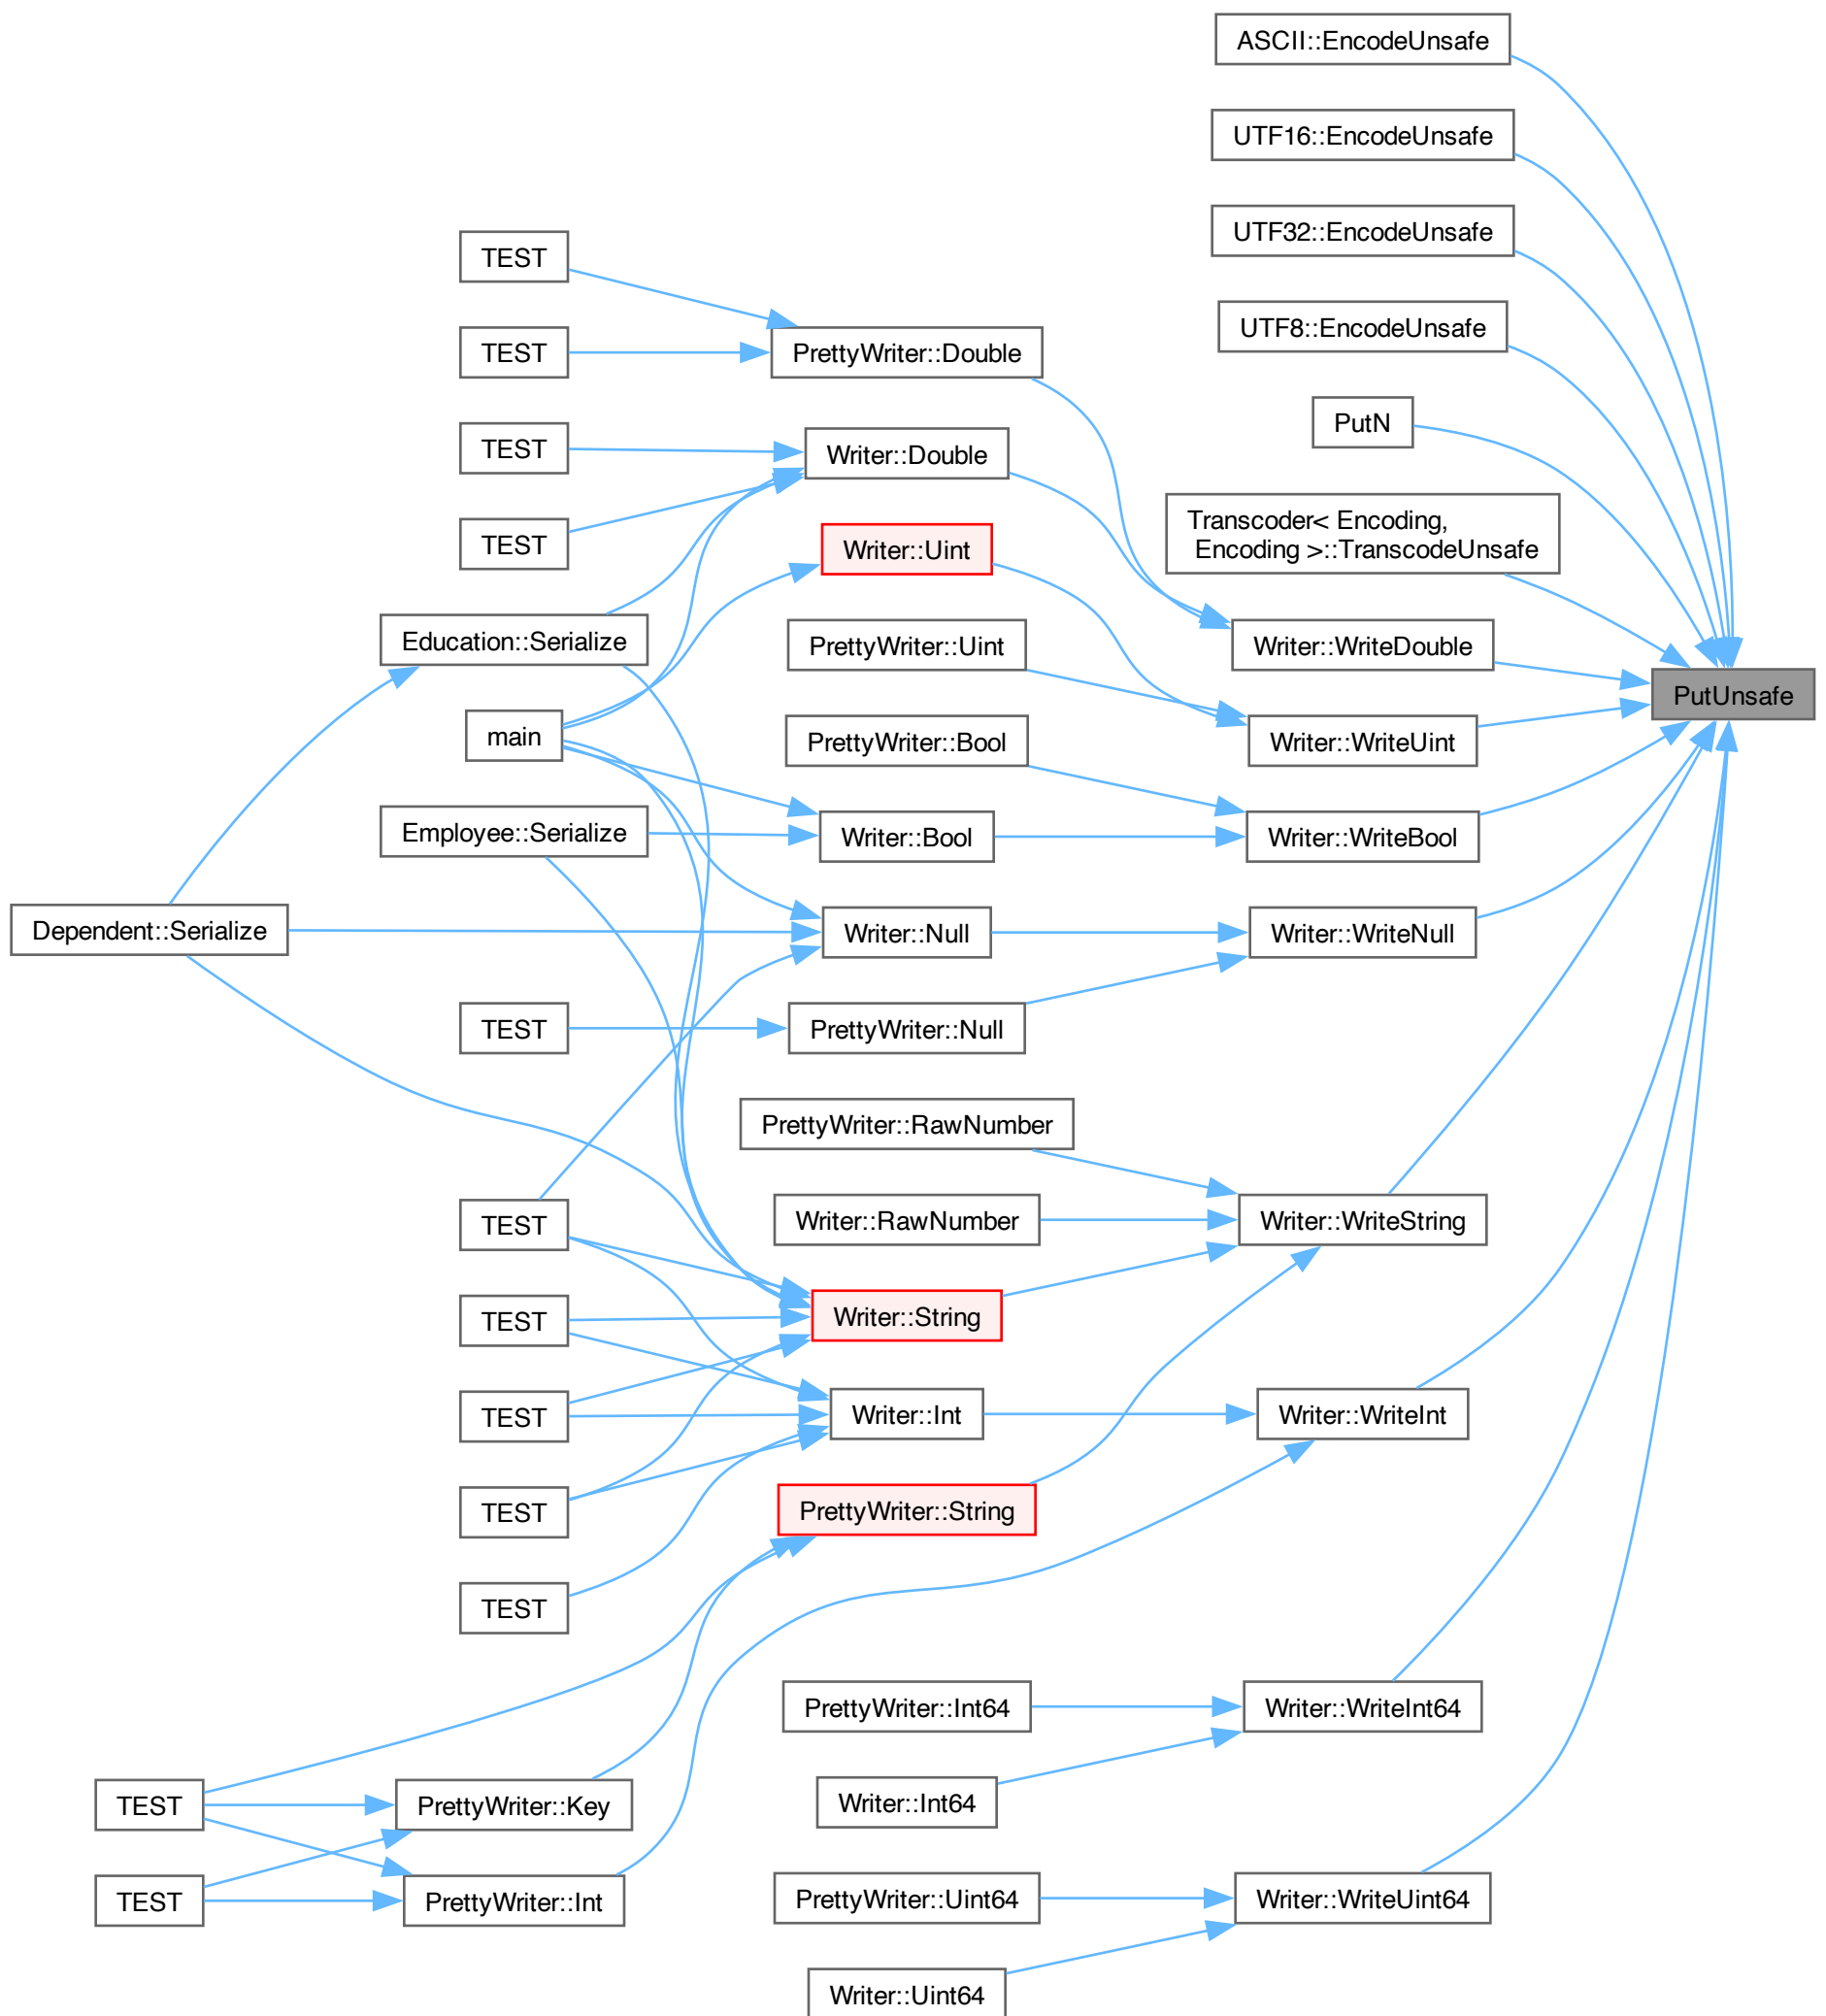 ASCII::EncodeUnsafe
UTF16::EncodeUnsafe
UTF32::EncodeUnsafe
TEST
UTF8::EncodeUnsafe
TEST
PrettyWriter::Double
PutN
TEST
Writer::Double
Transcoder< Encoding,
Encoding >::TranscodeUnsafe
TEST
Writer::Uint
Education::Serialize
PrettyWriter::Uint
Writer::WriteDouble
PutUnsafe
main
PrettyWriter::Bool
Writer::WriteUint
Employee::Serialize
Writer::Bool
Writer::WriteBool
Dependent::Serialize
Writer::Null
Writer::WriteNull
TEST
PrettyWriter::Null
PrettyWriter::RawNumber
TEST
Writer::RawNumber
Writer::WriteString
TEST
Writer::String
TEST
Writer::Int
Writer::WriteInt
TEST
PrettyWriter::String
TEST
PrettyWriter::Int64
Writer::WriteInt64
TEST
PrettyWriter::Key
Writer::Int64
TEST
PrettyWriter::Int
PrettyWriter::Uint64
Writer::WriteUint64
Writer::Uint64